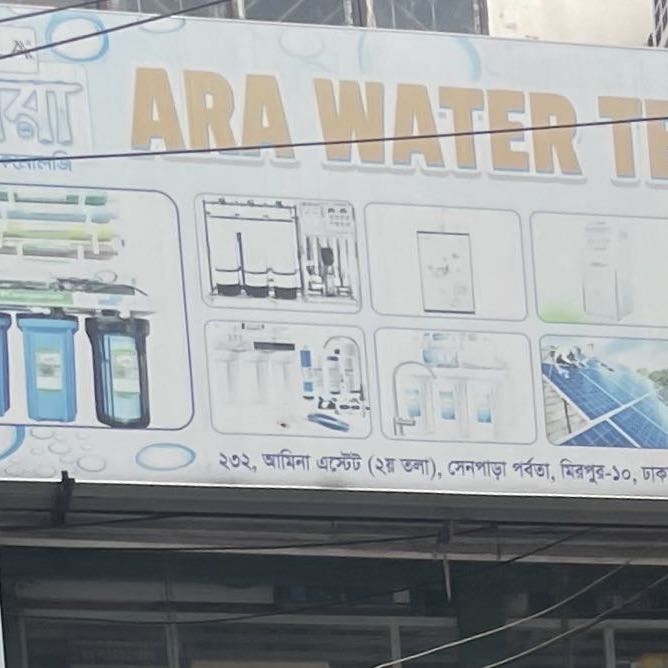 ARA WATER TE
২৩২, আমিনা এস্টেট (২য় তলা), সেনপাড়া পর্বতা, মিরপুর-১০, ঢাক